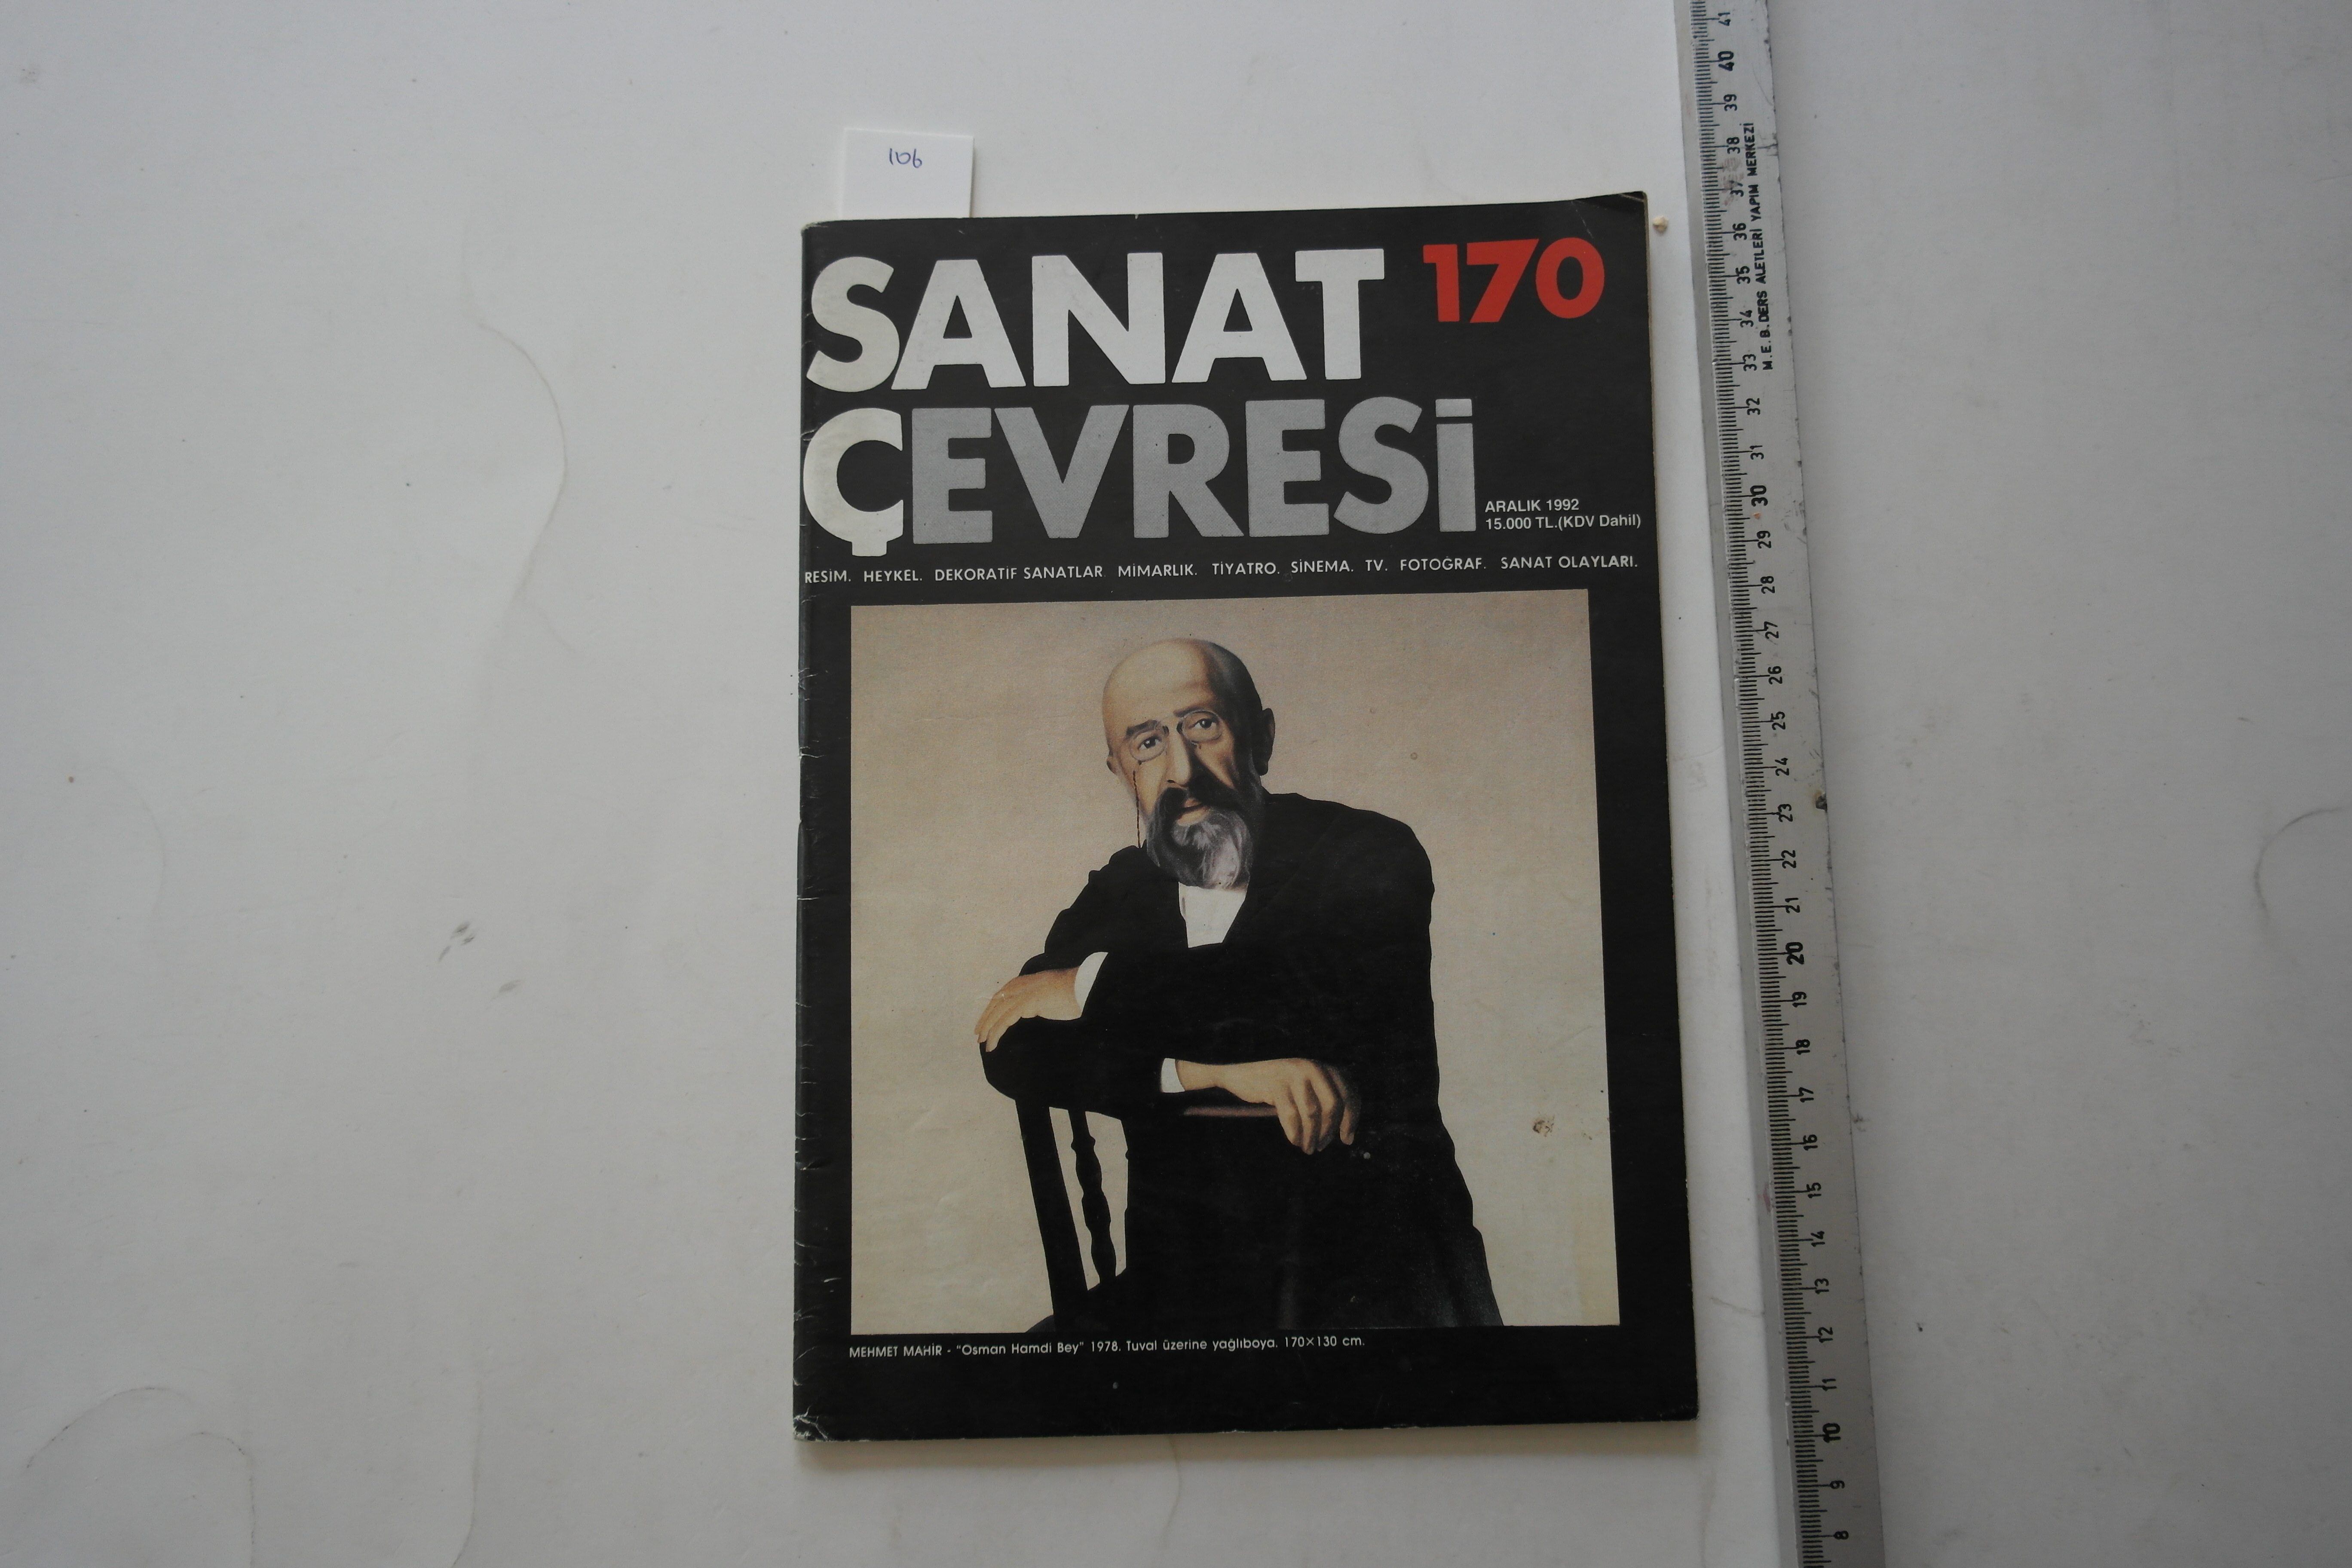 106
SANAT 170
ÇEVRESİ
ARALIK 1992
15.000 TL.(KDV Dahil)
RESİM. HEYKEL. DEKORATİF SANATLAR. MİMARLIK. TİYATRO. SİNEMA. TV. FOTOĞRAF. SANAT OLAYLARI.
MEHMET MAHİR - "Osman Hamdi Bey" 1978. Tuval üzerine yağlıboya. 170×130 cm.
M.E.B. DERS ALETLERİ YAPIM MERKEZİ
8 9 10 11 12 13 14 15 16 17 18 19 20 21 22 23 24 25 26 27 28 29 30 31 32 33 34 35 36 37 38 39 40 41